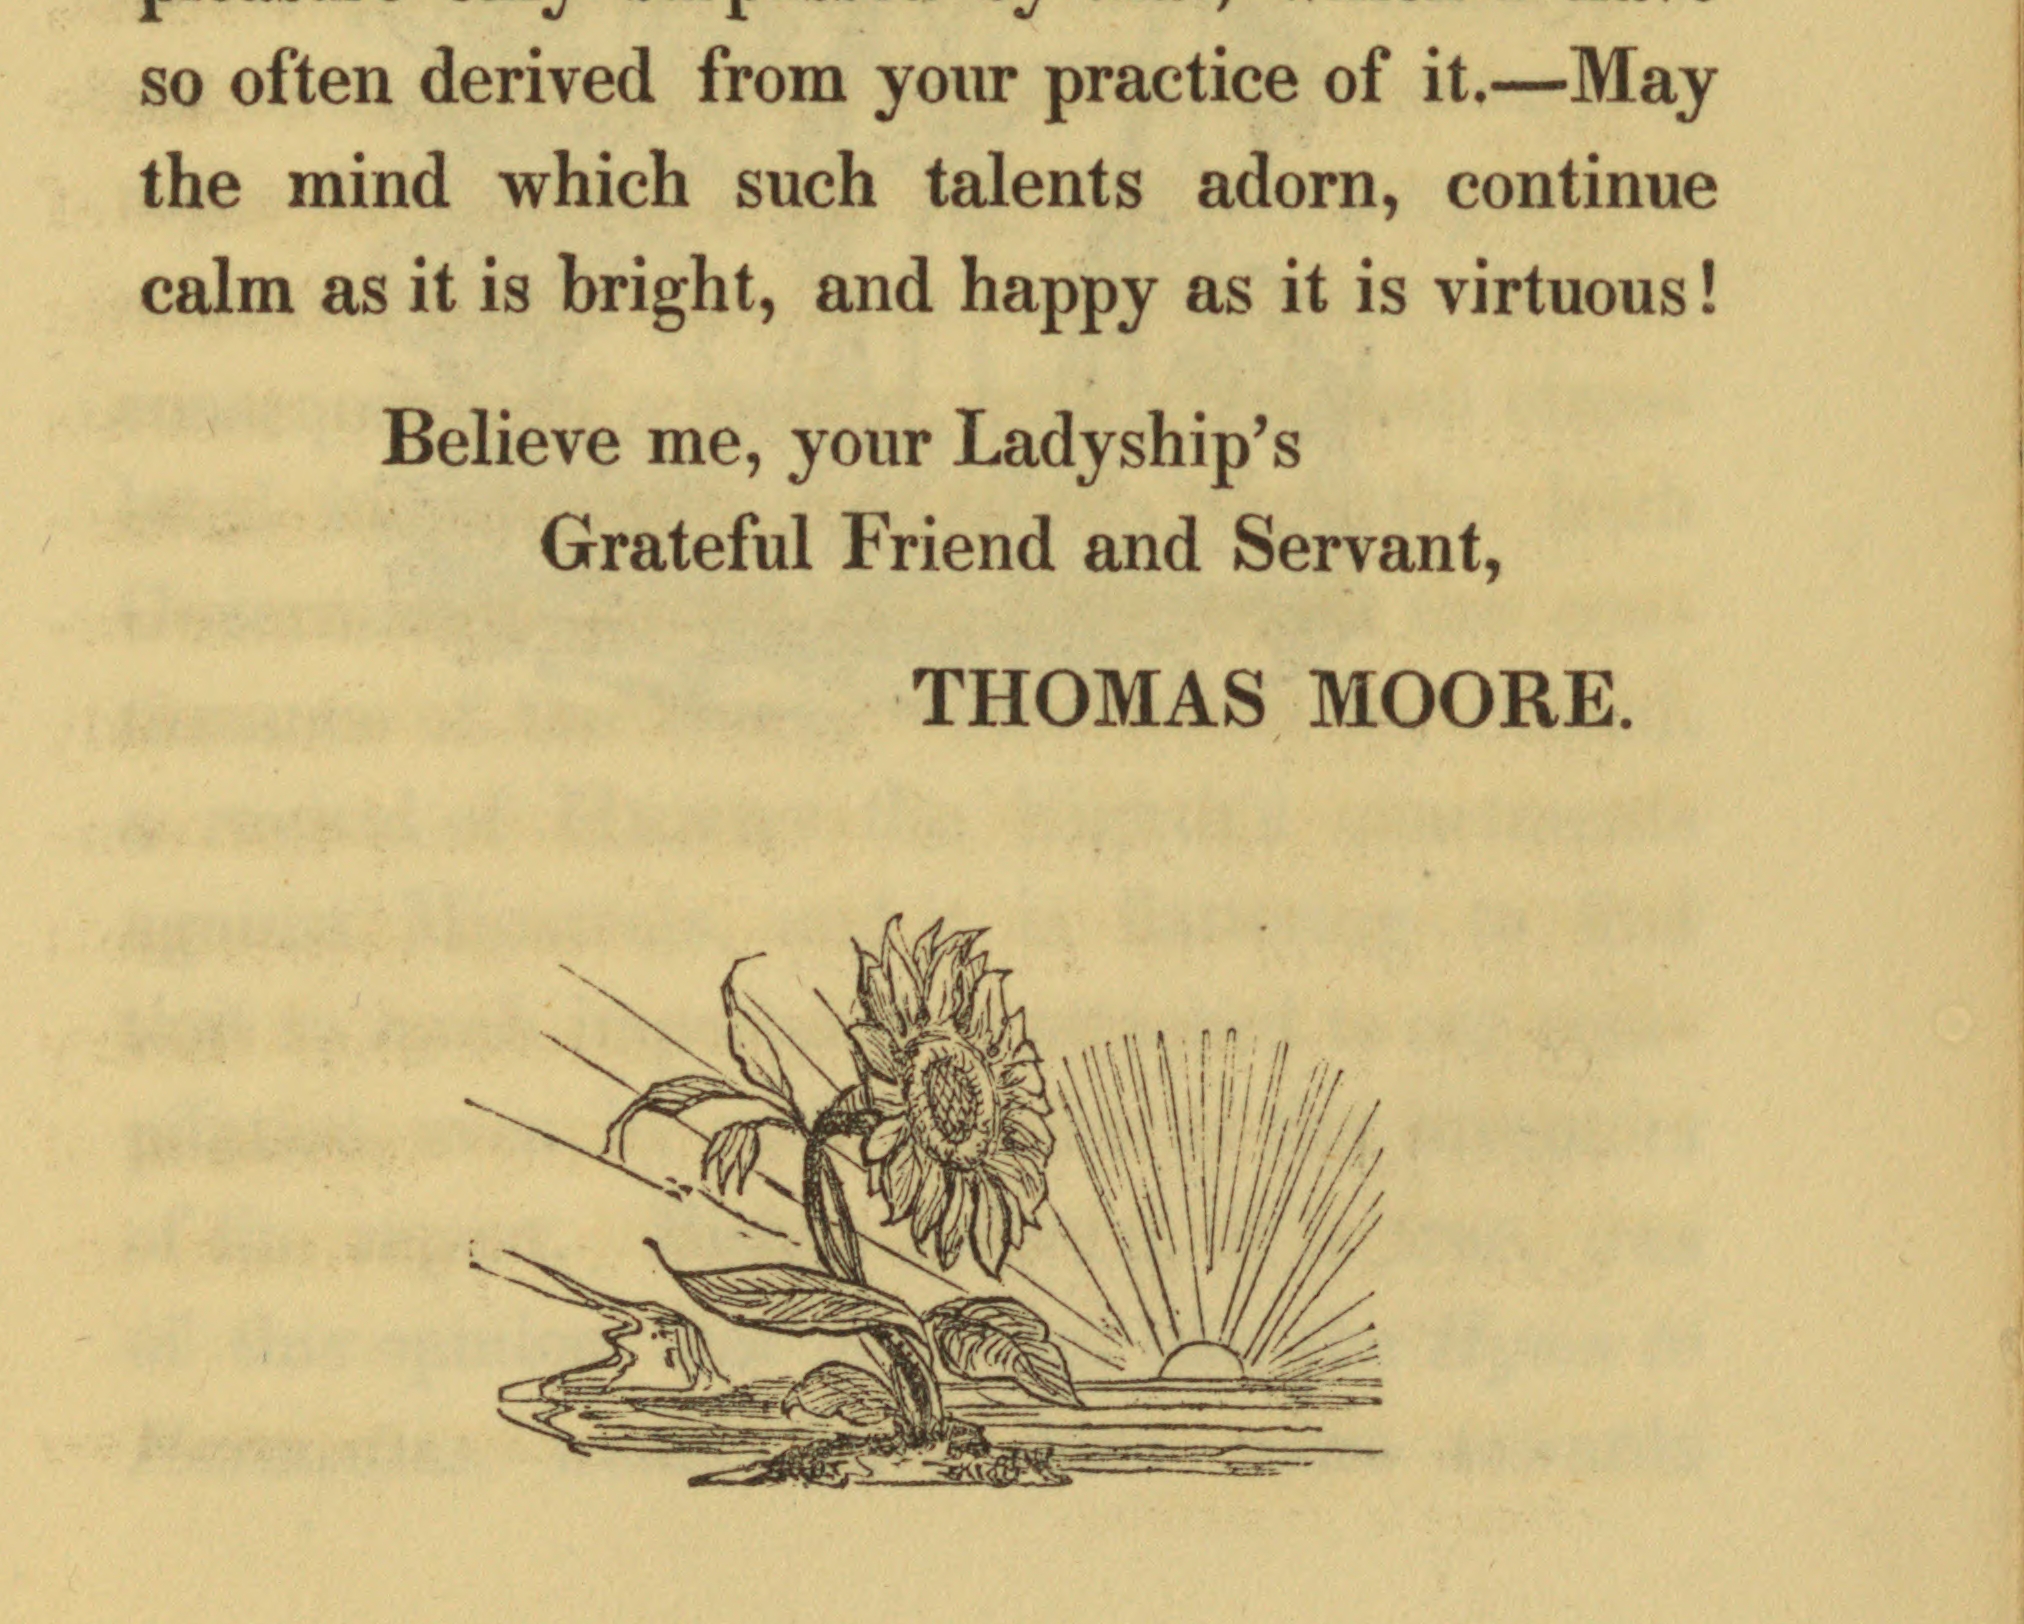 so often derived from your practice of it.—May
the mind which such talents adorn, continue
calm as it is bright, and happy as it is virtuous!
Believe me, your Ladyship's
Grateful Friend and Servant,
THOMAS MOORE.